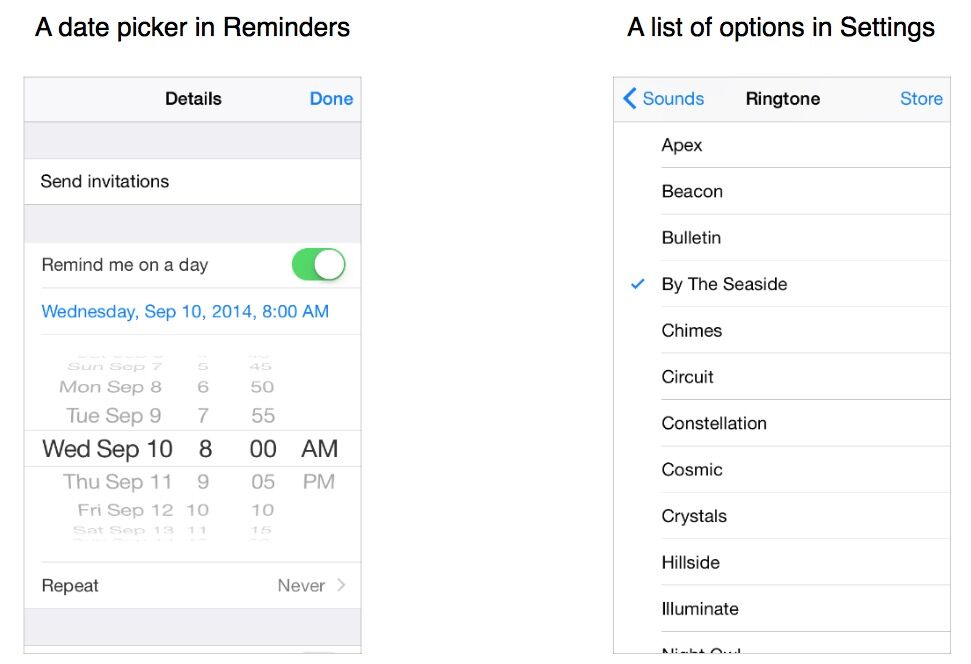 A date picker in Reminders
Details Done
Send invitations
Remind me on a day
Wednesday, Sep 10, 2014, 8:00 AM
Sun Sep 7 5 45
Mon Sep 8 6 50
Tue Sep 9 7 55
Wed Sep 10 8 00 AM
Thu Sep 11 9 05 PM
Fri Sep 12 10 10
Sat Sep 13 11 15
Repeat Never
A list of options in Settings
Sounds Ringtone Store
Apex
Beacon
Bulletin
By The Seaside
Chimes
Circuit
Constellation
Cosmic
Crystals
Hillside
Illuminate
Night Owl